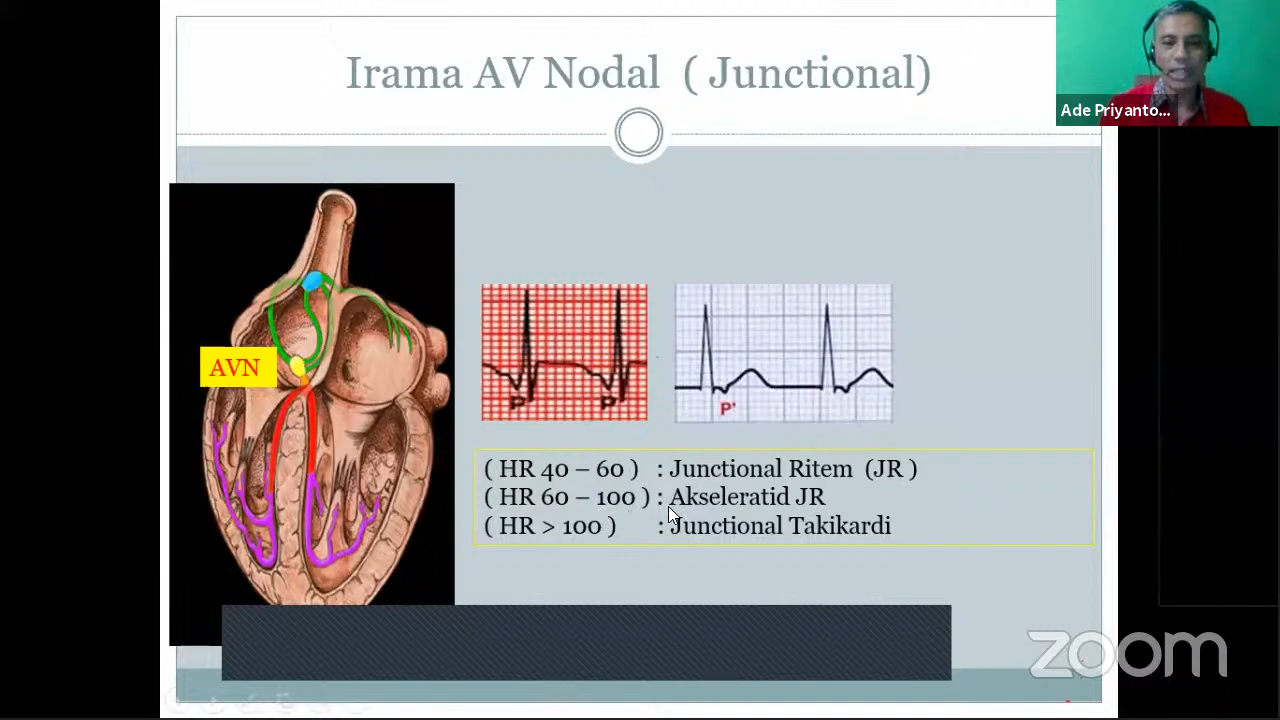 Irama AV Nodal ( Junctional)
Ade Priyanto...
AVN
P
P
P'
( HR 40 – 60 ) : Junctional Ritem (JR )
( HR 60 – 100 ) : Akseleratid JR
( HR > 100 ) : Junctional Takikardi
zoom